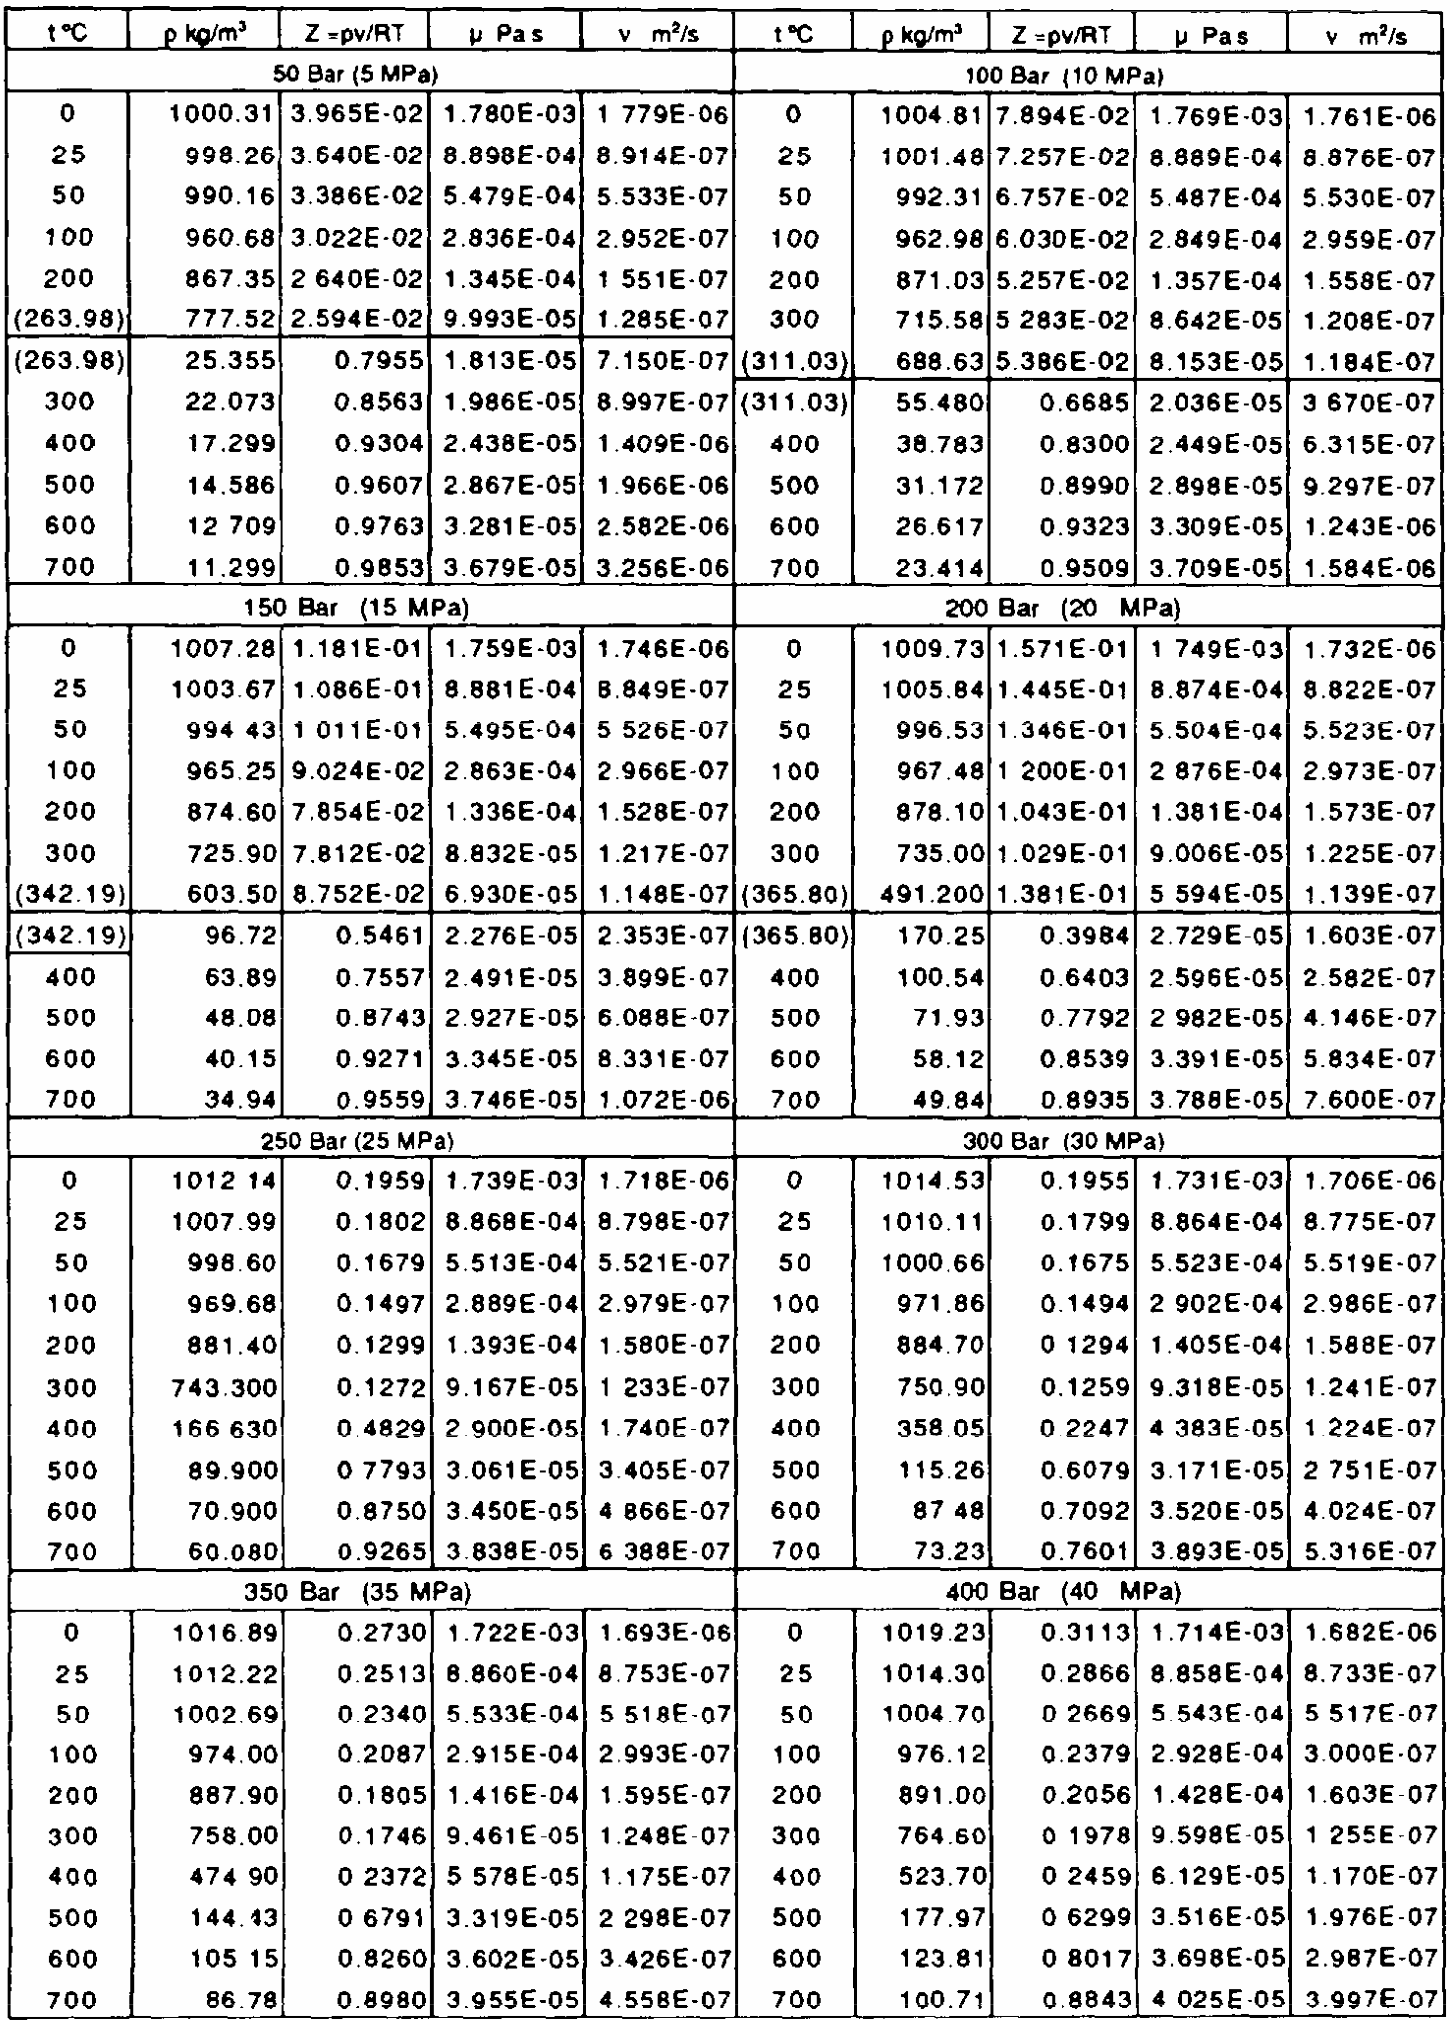 t °C ρ kg/m³ Z =pv/RT μ Pa s ν m²/s t °C ρ kg/m³ Z =pv/RT μ Pa s ν m²/s
50 Bar (5 MPa) 100 Bar (10 MPa)
0 1000.31 3.965E-02 1.780E-03 1 779E-06 0 1004.81 7.894E-02 1.769E-03 1.761E-06
25 998.26 3.640E-02 8.898E-04 8.914E-07 25 1001.48 7.257E-02 8.889E-04 8.876E-07
50 990.16 3.386E-02 5.479E-04 5.533E-07 50 992.31 6.757E-02 5.487E-04 5.530E-07
100 960.68 3.022E-02 2.836E-04 2.952E-07 100 962.98 6.030E-02 2.849E-04 2.959E-07
200 867.35 2 640E-02 1.345E-04 1 551E-07 200 871.03 5.257E-02 1.357E-04 1.558E-07
(263.98) 777.52 2.594E-02 9.993E-05 1.285E-07 300 715.58 5 283E-02 8.642E-05 1.208E-07
(263.98) 25.355 0.7955 1.813E-05 7.150E-07 (311.03) 688.63 5.386E-02 8.153E-05 1.184E-07
300 22.073 0.8563 1.986E-05 8.997E-07 (311.03) 55.480 0.6685 2.036E-05 3 670E-07
400 17.299 0.9304 2.438E-05 1.409E-06 400 38.783 0.8300 2.449E-05 6.315E-07
500 14.586 0.9607 2.867E-05 1.966E-06 500 31.172 0.8990 2.898E-05 9.297E-07
600 12 709 0.9763 3.281E-05 2.582E-06 600 26.617 0.9323 3.309E-05 1.243E-06
700 11.299 0.9853 3.679E-05 3.256E-06 700 23.414 0.9509 3.709E-05 1.584E-06
150 Bar (15 MPa) 200 Bar (20 MPa)
0 1007.28 1.181E-01 1.759E-03 1.746E-06 0 1009.73 1.571E-01 1 749E-03 1.732E-06
25 1003.67 1.086E-01 8.881E-04 8.849E-07 25 1005.84 1.445E-01 8.874E-04 8.822E-07
50 994 43 1 011E-01 5.495E-04 5 526E-07 50 996.53 1.346E-01 5.504E-04 5.523E-07
100 965.25 9.024E-02 2.863E-04 2.966E-07 100 967.48 1 200E-01 2 876E-04 2.973E-07
200 874.60 7.854E-02 1.336E-04 1.528E-07 200 878.10 1.043E-01 1.381E-04 1.573E-07
300 725.90 7.812E-02 8.832E-05 1.217E-07 300 735.00 1.029E-01 9.006E-05 1.225E-07
(342.19) 603.50 8.752E-02 6.930E-05 1.148E-07 (365.80) 491.200 1.381E-01 5 594E-05 1.139E-07
(342.19) 96.72 0.5461 2.276E-05 2.353E-07 (365.80) 170.25 0.3984 2.729E-05 1.603E-07
400 63.89 0.7557 2.491E-05 3.899E-07 400 100.54 0.6403 2.596E-05 2.582E-07
500 48.08 0.8743 2.927E-05 6.088E-07 500 71.93 0.7792 2 982E-05 4.146E-07
600 40.15 0.9271 3.345E-05 8.331E-07 600 58.12 0.8539 3.391E-05 5.834E-07
700 34.94 0.9559 3.746E-05 1.072E-06 700 49.84 0.8935 3.788E-05 7.600E-07
250 Bar (25 MPa) 300 Bar (30 MPa)
0 1012 14 0.1959 1.739E-03 1.718E-06 0 1014.53 0.1955 1.731E-03 1.706E-06
25 1007.99 0.1802 8.868E-04 8.798E-07 25 1010.11 0.1799 8.864E-04 8.775E-07
50 998.60 0.1679 5.513E-04 5.521E-07 50 1000.66 0.1675 5.523E-04 5.519E-07
100 969.68 0.1497 2.889E-04 2.979E-07 100 971.86 0.1494 2 902E-04 2.986E-07
200 881.40 0.1299 1.393E-04 1.580E-07 200 884.70 0 1294 1.405E-04 1.588E-07
300 743.300 0.1272 9.167E-05 1 233E-07 300 750.90 0.1259 9.318E-05 1.241E-07
400 166 630 0.4829 2.900E-05 1.740E-07 400 358.05 0 2247 4 383E-05 1.224E-07
500 89.900 0 7793 3.061E-05 3.405E-07 500 115.26 0.6079 3.171E-05 2 751E-07
600 70.900 0.8750 3.450E-05 4 866E-07 600 87 48 0.7092 3.520E-05 4.024E-07
700 60.080 0.9265 3.838E-05 6 388E-07 700 73.23 0.7601 3.893E-05 5.316E-07
350 Bar (35 MPa) 400 Bar (40 MPa)
0 1016.89 0.2730 1.722E-03 1.693E-06 0 1019.23 0.3113 1.714E-03 1.682E-06
25 1012.22 0.2513 8.860E-04 8.753E-07 25 1014.30 0.2866 8.858E-04 8.733E-07
50 1002.69 0.2340 5.533E-04 5 518E-07 50 1004.70 0 2669 5.543E-04 5 517E-07
100 974.00 0.2087 2.915E-04 2.993E-07 100 976.12 0.2379 2.928E-04 3.000E-07
200 887.90 0.1805 1.416E-04 1.595E-07 200 891.00 0.2056 1.428E-04 1.603E-07
300 758.00 0.1746 9.461E-05 1.248E-07 300 764.60 0 1978 9.598E-05 1 255E-07
400 474 90 0 2372 5 578E-05 1.175E-07 400 523.70 0 2459 6.129E-05 1.170E-07
500 144.43 0 6791 3.319E-05 2 298E-07 500 177.97 0 6299 3.516E-05 1.976E-07
600 105 15 0.8260 3.602E-05 3.426E-07 600 123.81 0 8017 3.698E-05 2.987E-07
700 86.78 0.8980 3.955E-05 4.558E-07 700 100.71 0.8843 4 025E-05 3.997E-07